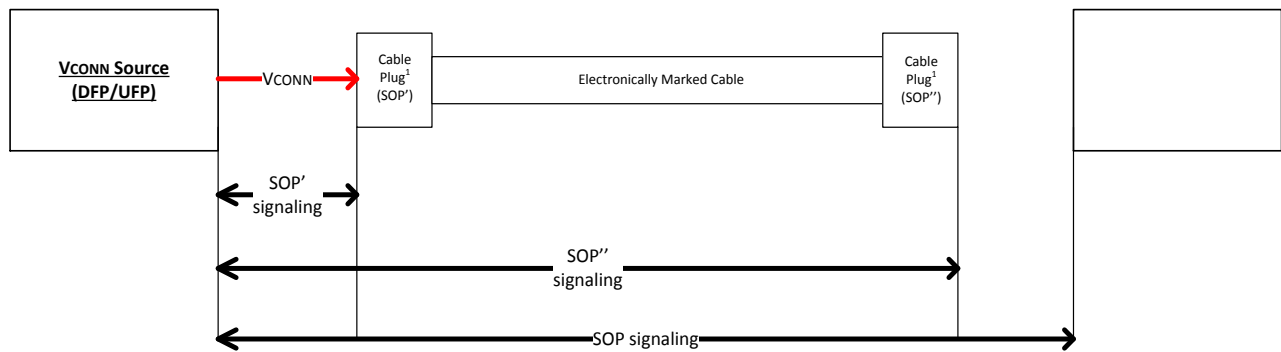 VCONN Source
(DFP/UFP)
VCONN
Cable
Plug1
(SOP’)
Electronically Marked Cable
Cable
Plug1
(SOP’’)
SOP’
signaling
SOP’’
signaling
SOP signaling